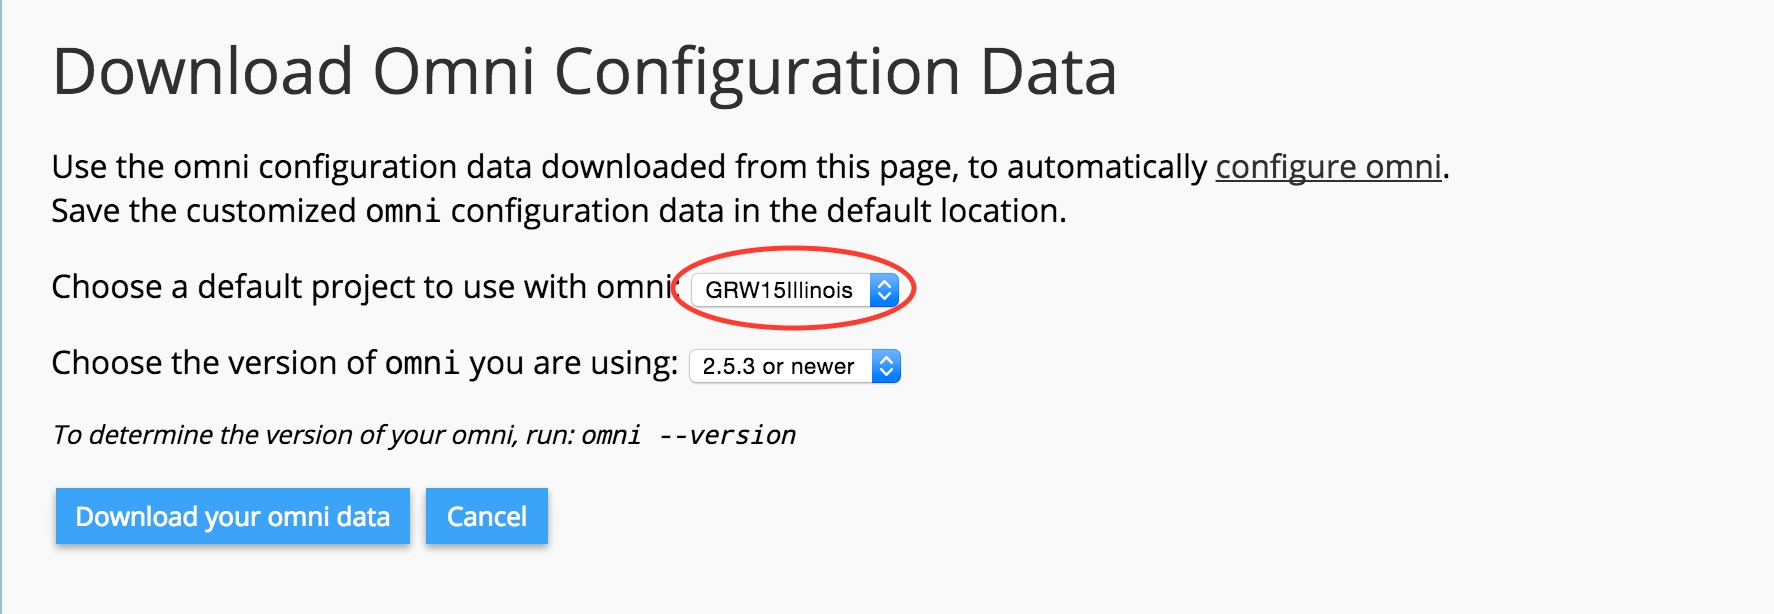 Download Omni Configuration Data
Use the omni configuration data downloaded from this page, to automatically configure omni.
Save the customized omni configuration data in the default location.
Choose a default project to use with omni: GRW15Illinois
Choose the version of omni you are using: 2.5.3 or newer
To determine the version of your omni, run: omni --version
Download your omni data Cancel